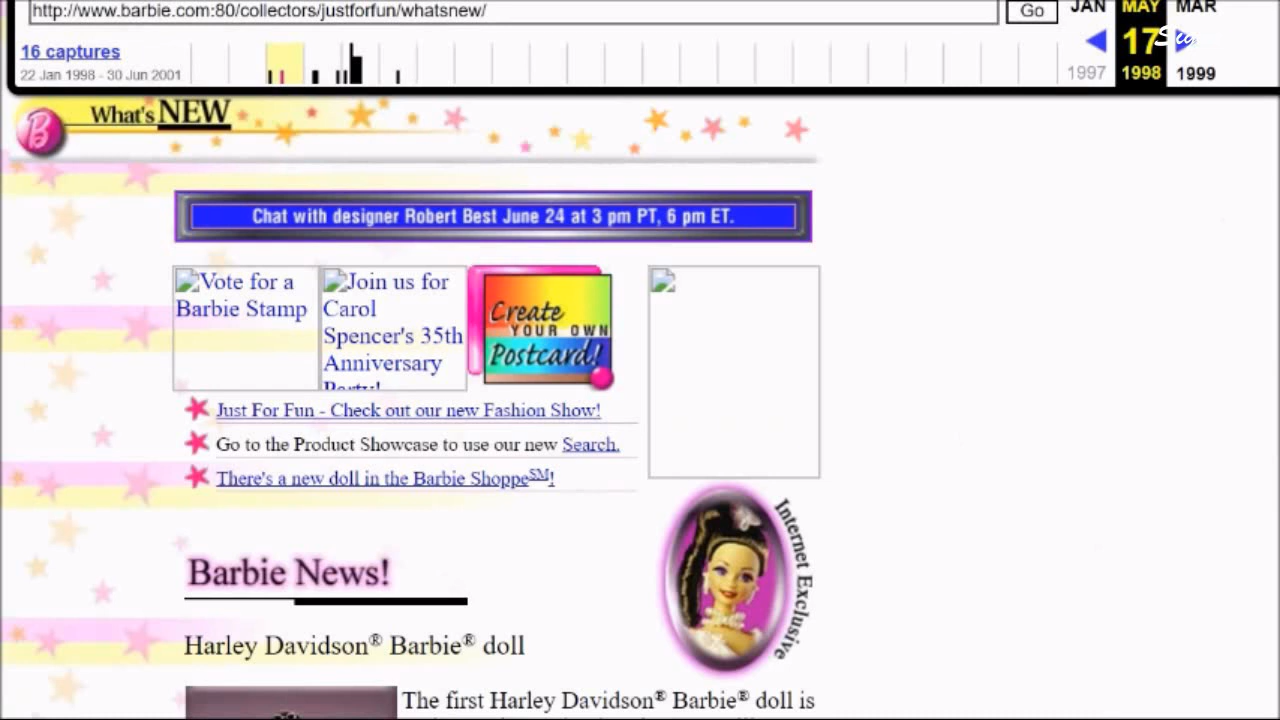 http://www.barbie.com:80/collectors/justforfun/whatsnew/
Go
JAN MAY MAR
16 captures
17
22 Jan 1998 - 30 Jun 2001
1997 1998 1999
B
What's NEW
Chat with designer Robert Best June 24 at 3 pm PT, 6 pm ET.
Vote for a
Barbie Stamp
Join us for
Carol
Spencer's 35th
Anniversary
Party!
Create
YOUR OWN
Postcard!
Just For Fun - Check out our new Fashion Show!
Go to the Product Showcase to use our new Search.
There's a new doll in the Barbie Shoppe℠!
Internet Exclusive
Barbie News!
Harley Davidson® Barbie® doll
The first Harley Davidson® Barbie® doll is